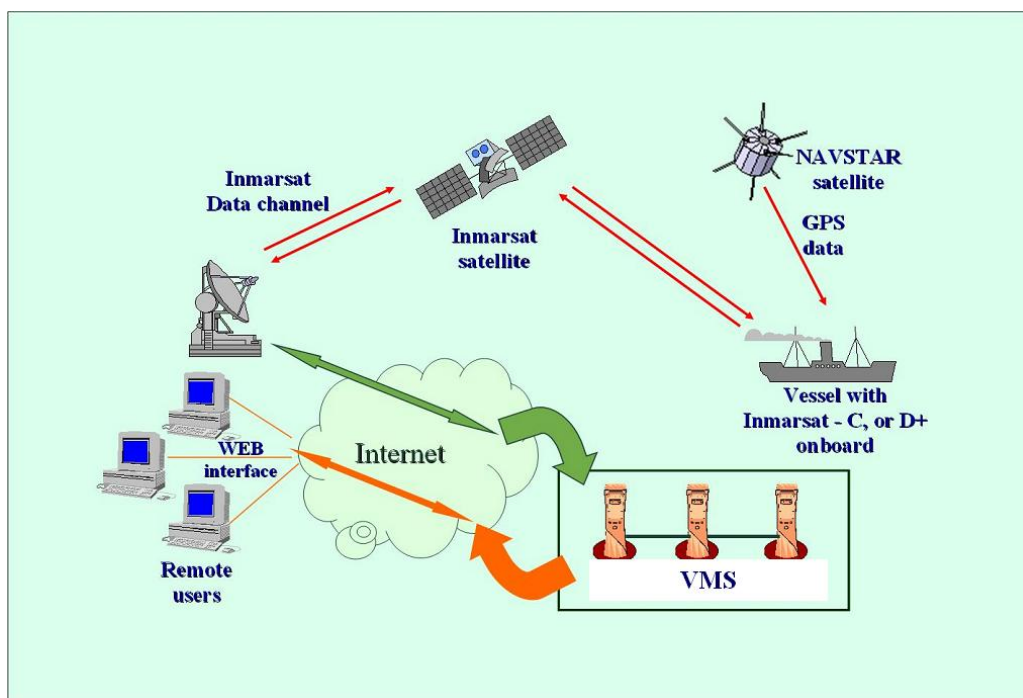 NAVSTAR
satellite
Inmarsat
Data channel
GPS
data
Inmarsat
satellite
Vessel with
Inmarsat - C, or D+
onboard
Internet
WEB
interface
Remote
users
VMS